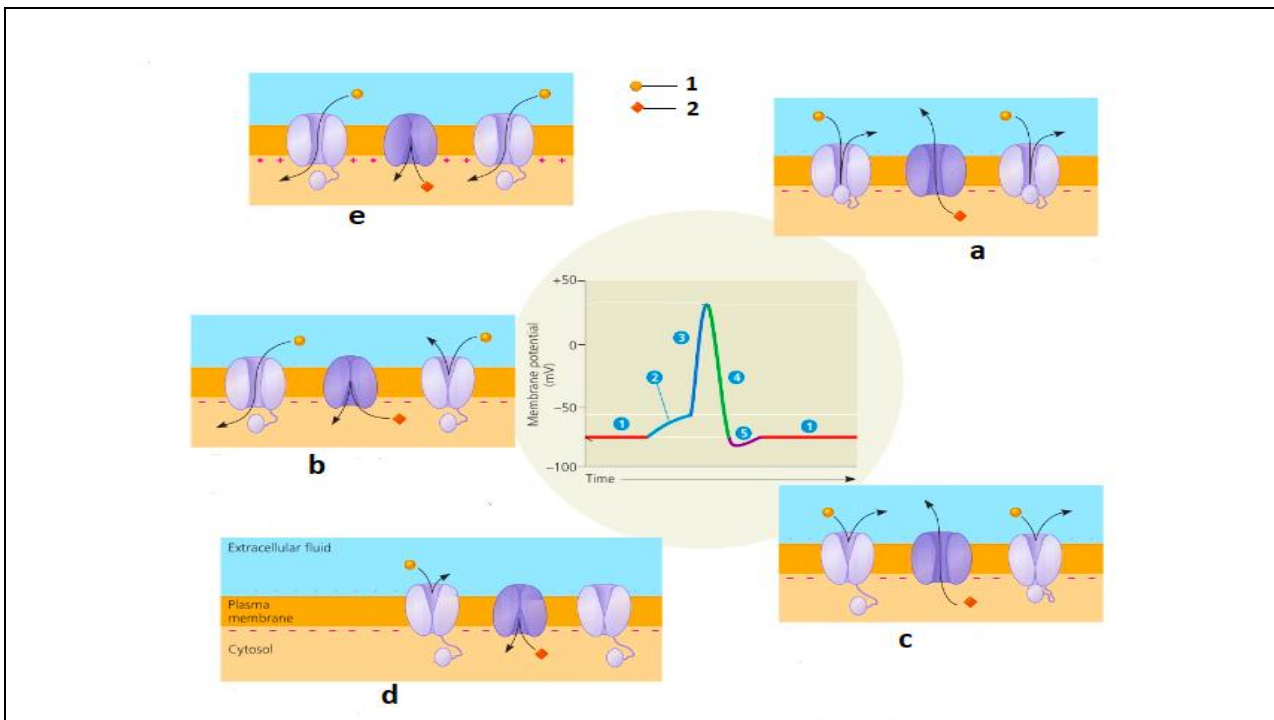 1
2
e
a
+50
0
-50
-100
Membrane potential
(mV)
1
2
3
4
5
1
Time
b
c
Extracellular fluid
Plasma
membrane
Cytosol
d